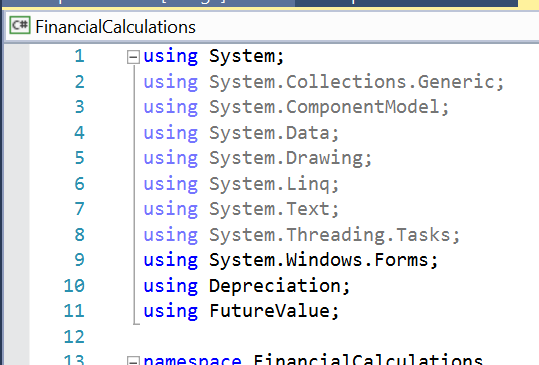 C# FinancialCalculations
1 using System;
2 using System.Collections.Generic;
3 using System.ComponentModel;
4 using System.Data;
5 using System.Drawing;
6 using System.Linq;
7 using System.Text;
8 using System.Threading.Tasks;
9 using System.Windows.Forms;
10 using Depreciation;
11 using FutureValue;
12
13 namespace FinancialCalculations